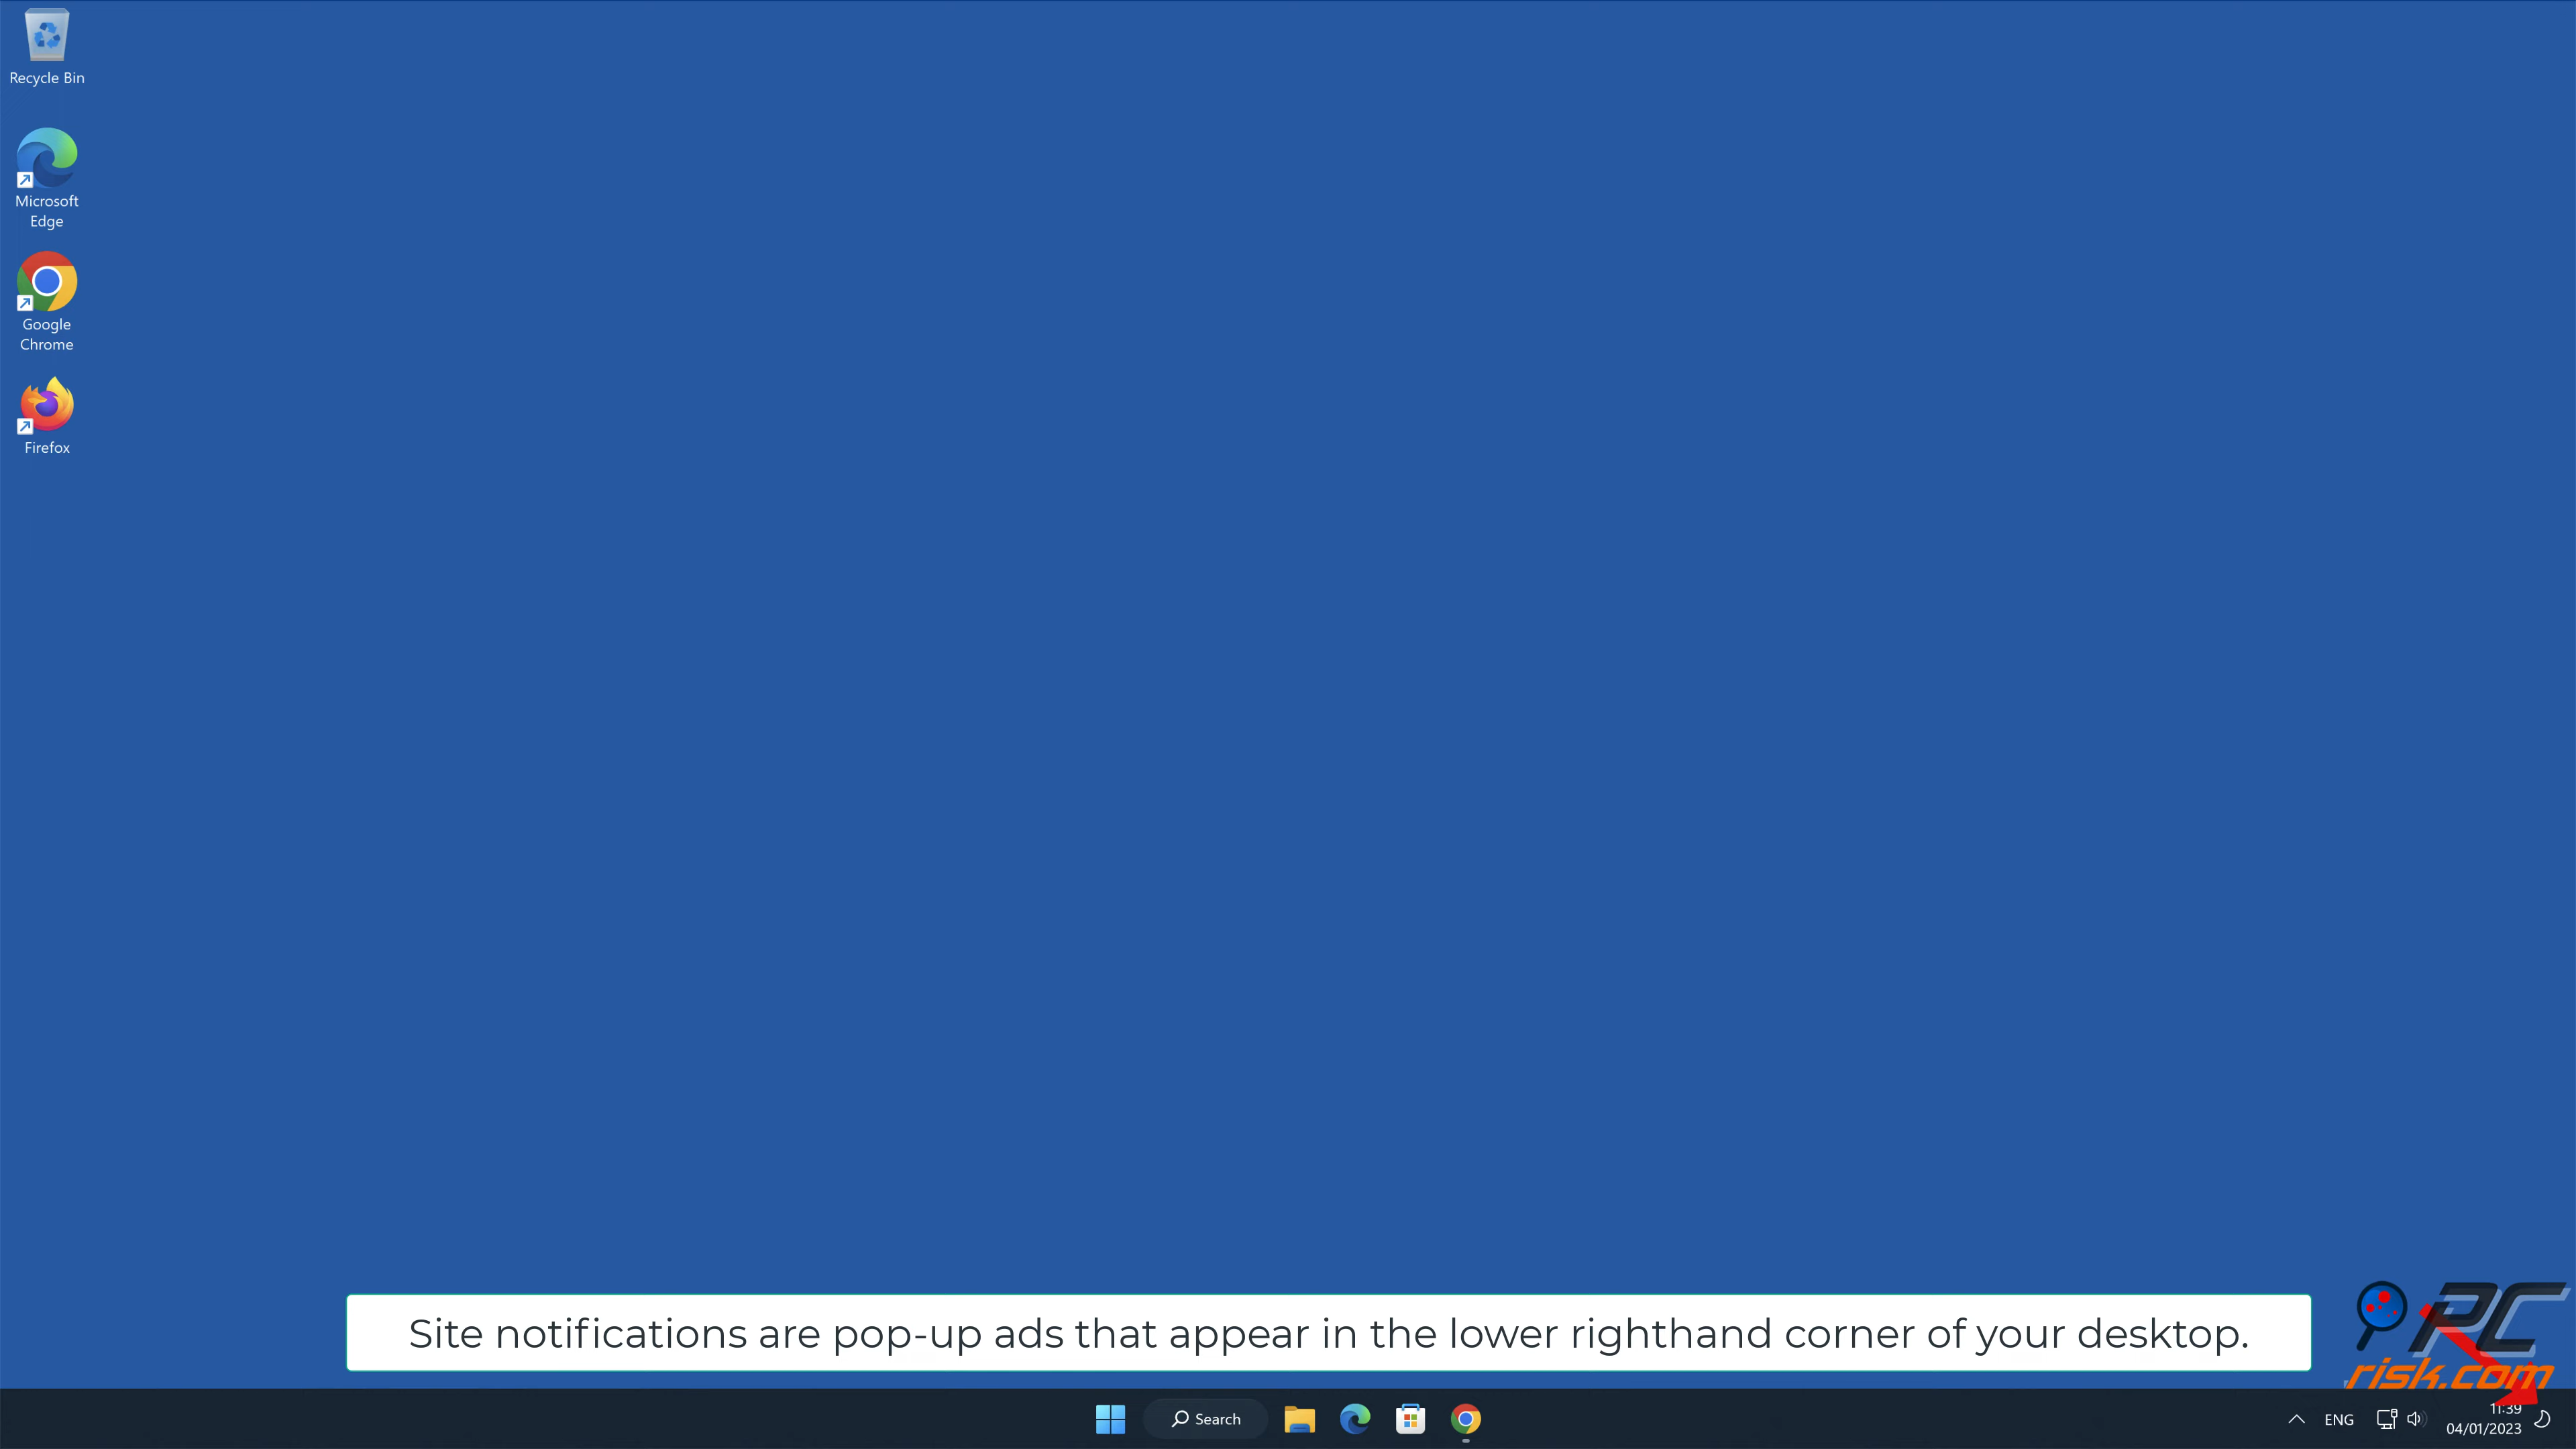 Recycle Bin
Microsoft
Edge
Google
Chrome
Firefox
Site notifications are pop-up ads that appear in the lower righthand corner of your desktop.
PC
risk.com
Search
ENG
11:39
04/01/2023